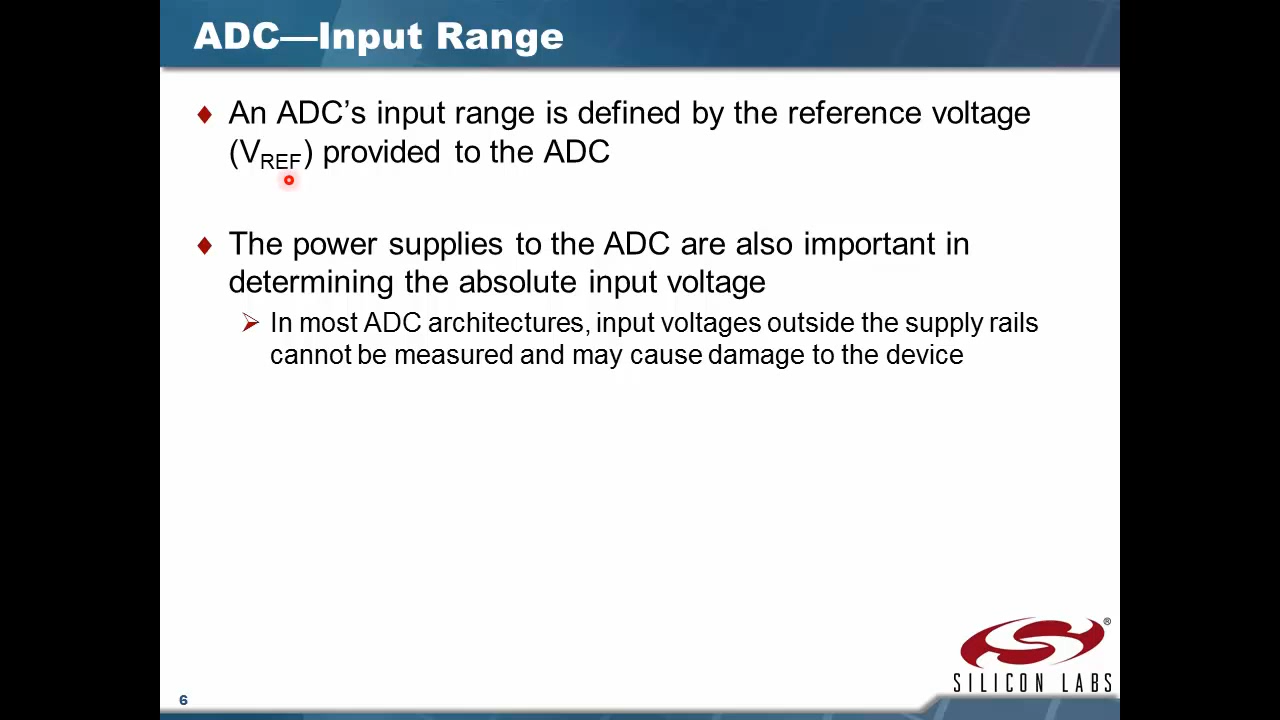 ADC—Input Range
An ADC’s input range is defined by the reference voltage
(VREF) provided to the ADC
The power supplies to the ADC are also important in
determining the absolute input voltage
In most ADC architectures, input voltages outside the supply rails
cannot be measured and may cause damage to the device
®
SILICON LABS
6